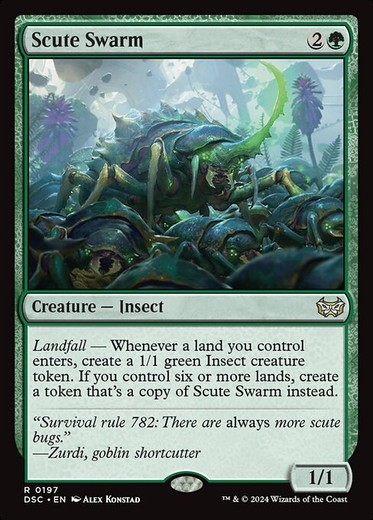 Scute Swarm 2
Creature — Insect
Landfall — Whenever a land you control
enters, create a 1/1 green Insect creature
token. If you control six or more lands, create
a token that's a copy of Scute Swarm instead.
"Survival rule 782: There are always more scute
bugs."
—Zurdi, goblin shortcutter
1/1
R 0197
DSC • EN Alex Konstad
™ & © 2024 Wizards of the Coast